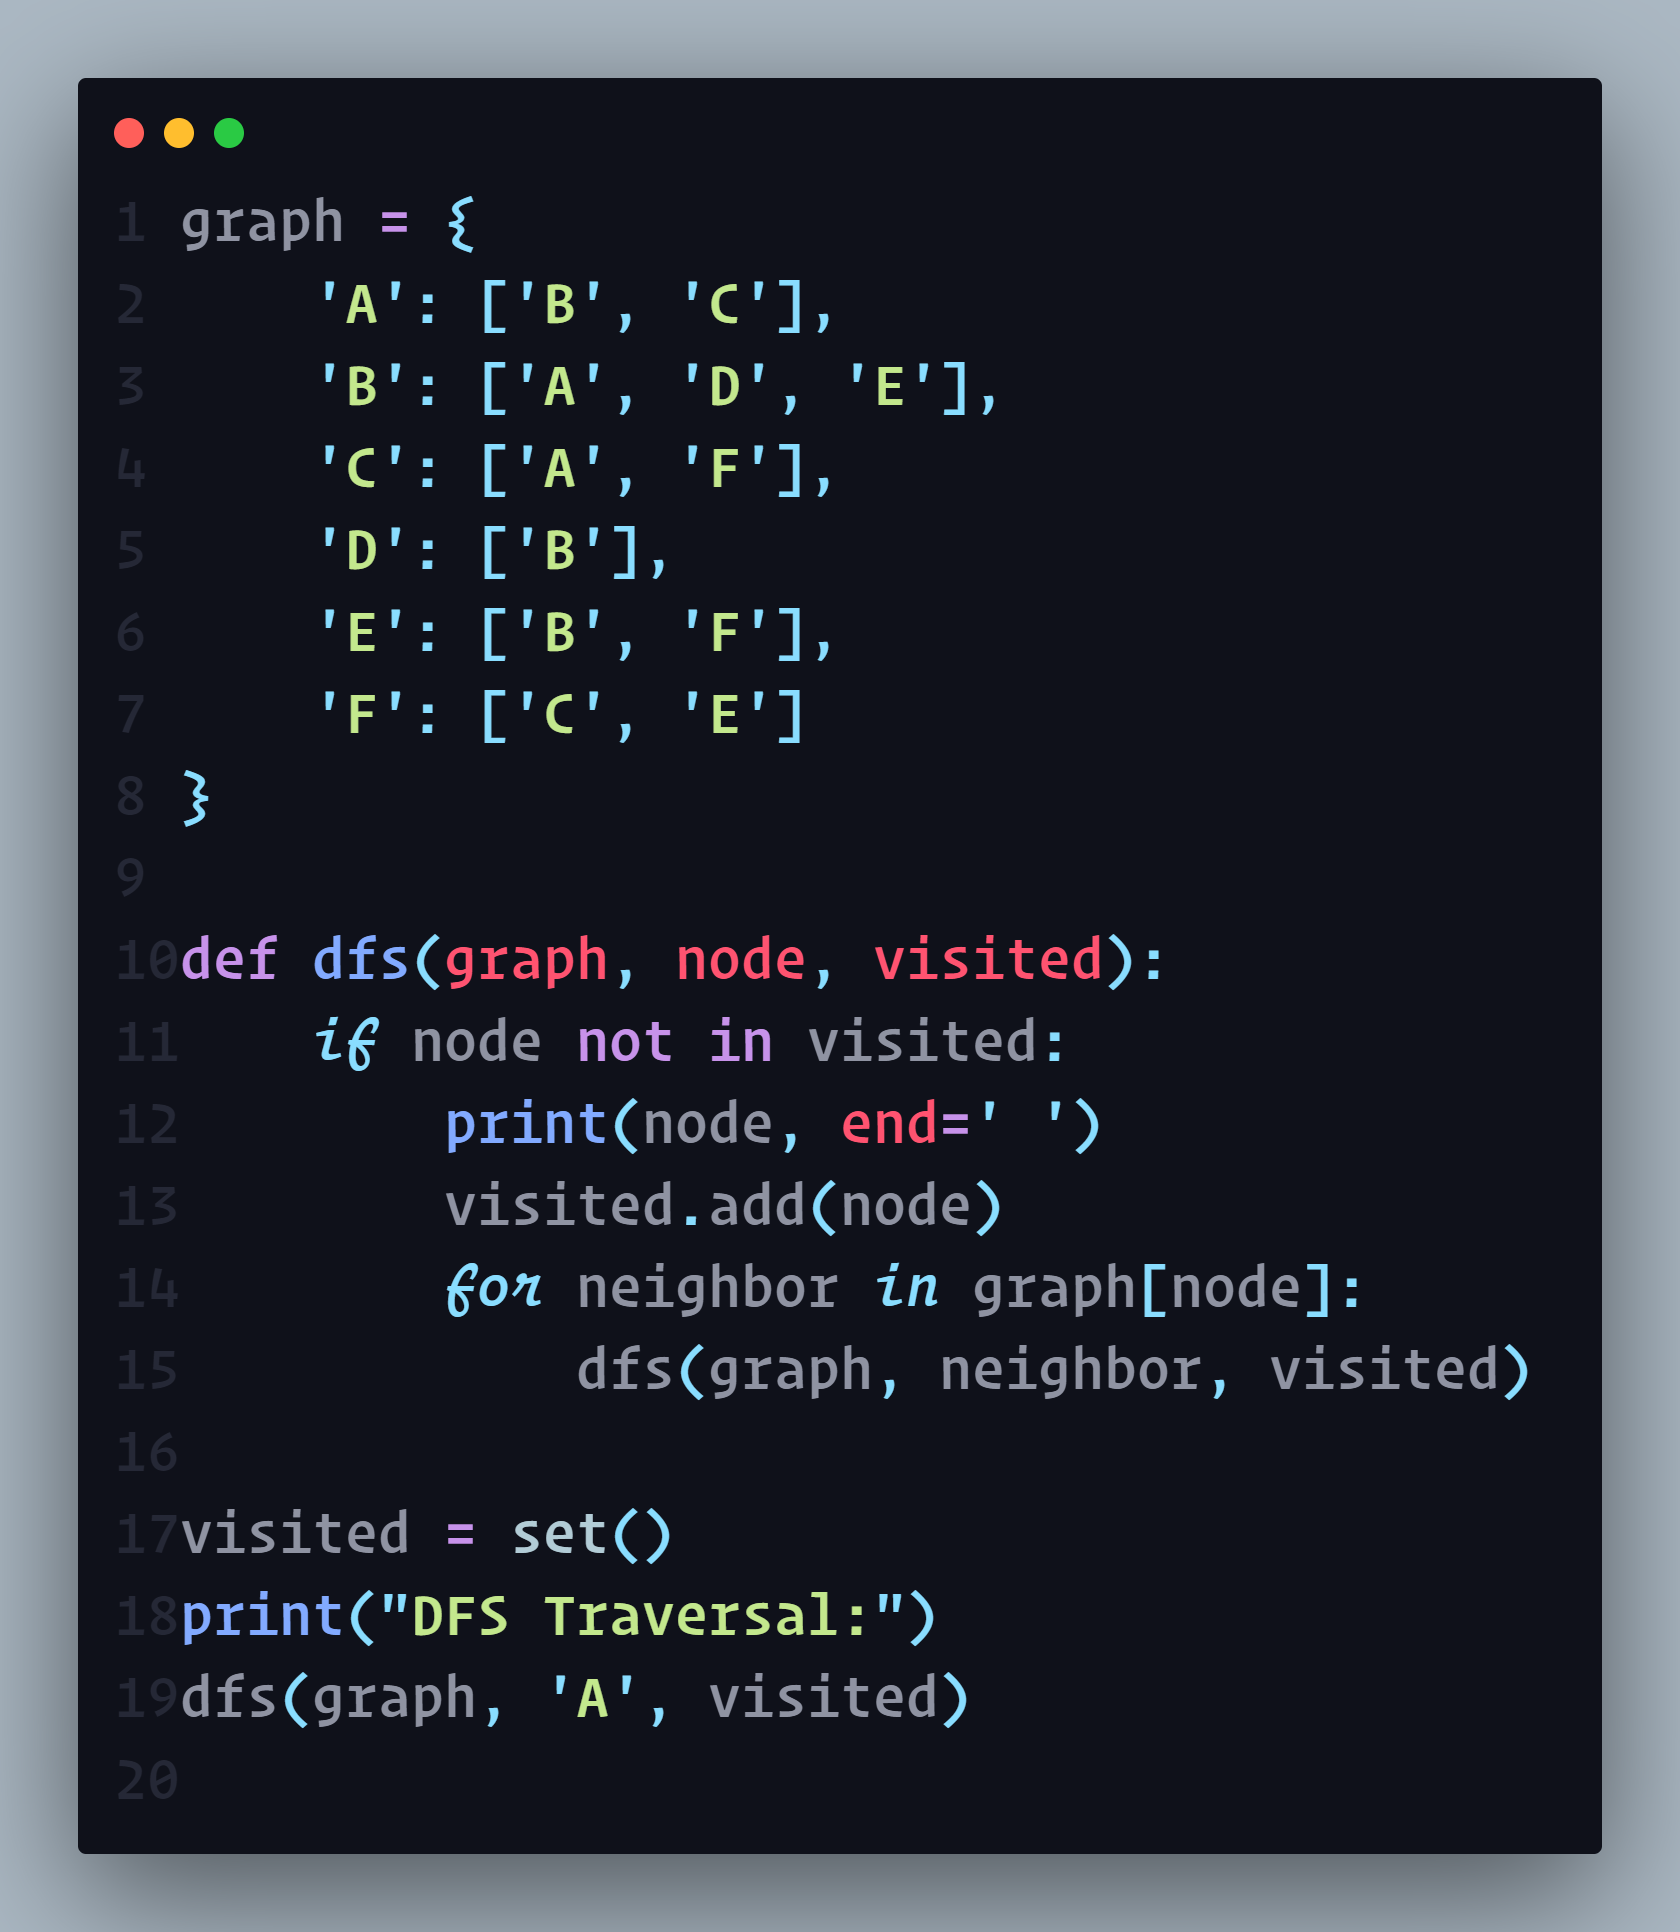 1 graph = {
2     'A': ['B', 'C'],
3     'B': ['A', 'D', 'E'],
4     'C': ['A', 'F'],
5     'D': ['B'],
6     'E': ['B', 'F'],
7     'F': ['C', 'E']
8 }
9
10 def dfs(graph, node, visited):
11     if node not in visited:
12         print(node, end=' ')
13         visited.add(node)
14         for neighbor in graph[node]:
15             dfs(graph, neighbor, visited)
16
17 visited = set()
18 print("DFS Traversal:")
19 dfs(graph, 'A', visited)
20